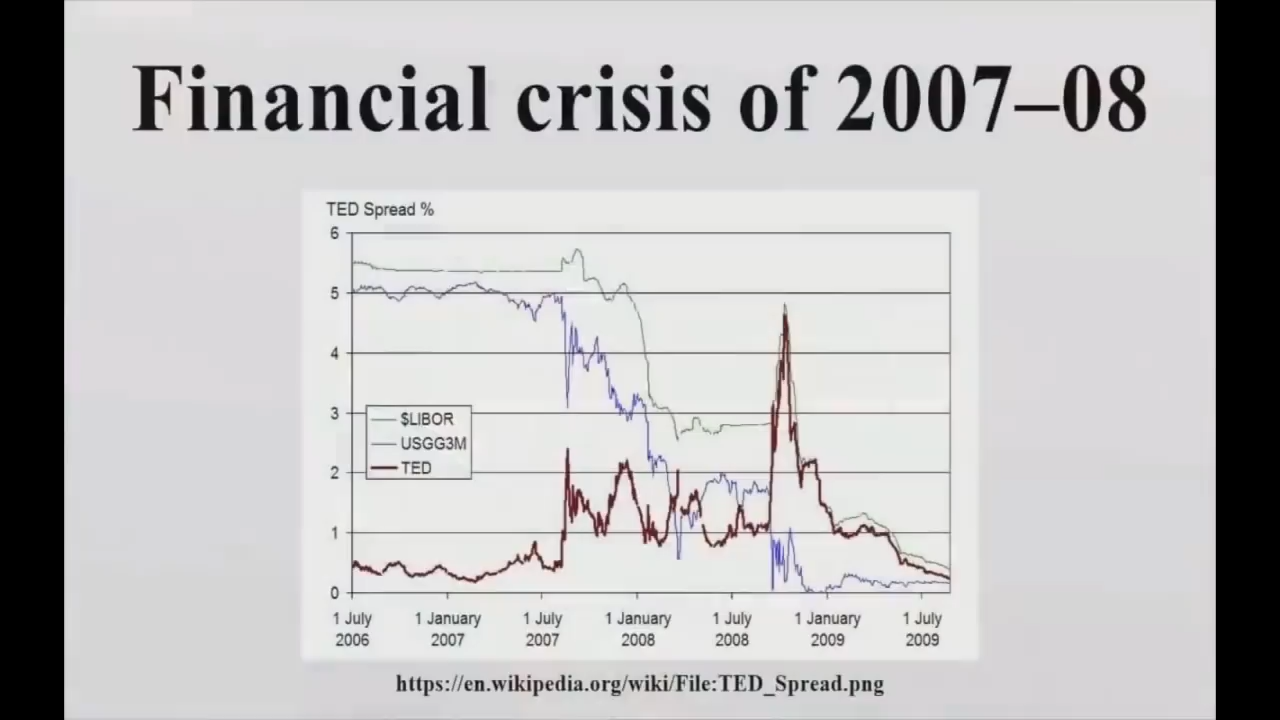 Financial crisis of 2007–08
TED Spread %
6
5
4
3
2
1
0
$LIBOR
USGG3M
TED
1 July 1 January 1 July 1 January 1 July 1 January 1 July
2006 2007 2007 2008 2008 2009 2009
https://en.wikipedia.org/wiki/File:TED_Spread.png